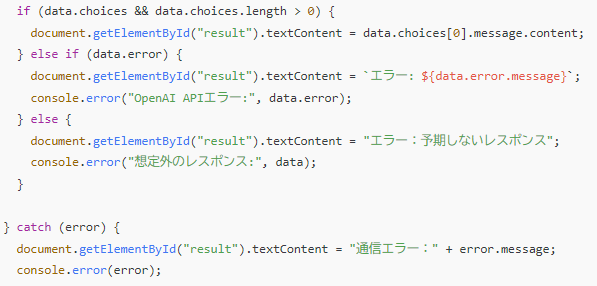 if (data.choices && data.choices.length > 0) {
document.getElementById("result").textContent = data.choices[0].message.content;
} else if (data.error) {
document.getElementById("result").textContent = `エラー: ${data.error.message}`;
console.error("OpenAI APIエラー:", data.error);
} else {
document.getElementById("result").textContent = "エラー：予期しないレスポンス";
console.error("想定外のレスポンス:", data);
}
} catch (error) {
document.getElementById("result").textContent = "通信エラー：" + error.message;
console.error(error);